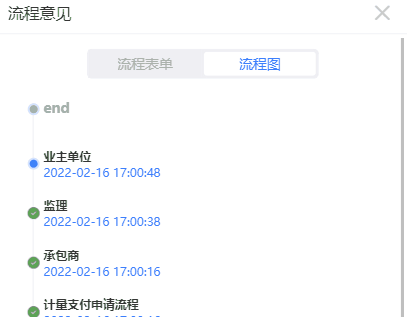 流程意见
流程表单
流程图
end
业主单位
2022-02-16 17:00:48
监理
2022-02-16 17:00:38
承包商
2022-02-16 17:00:16
计量支付申请流程